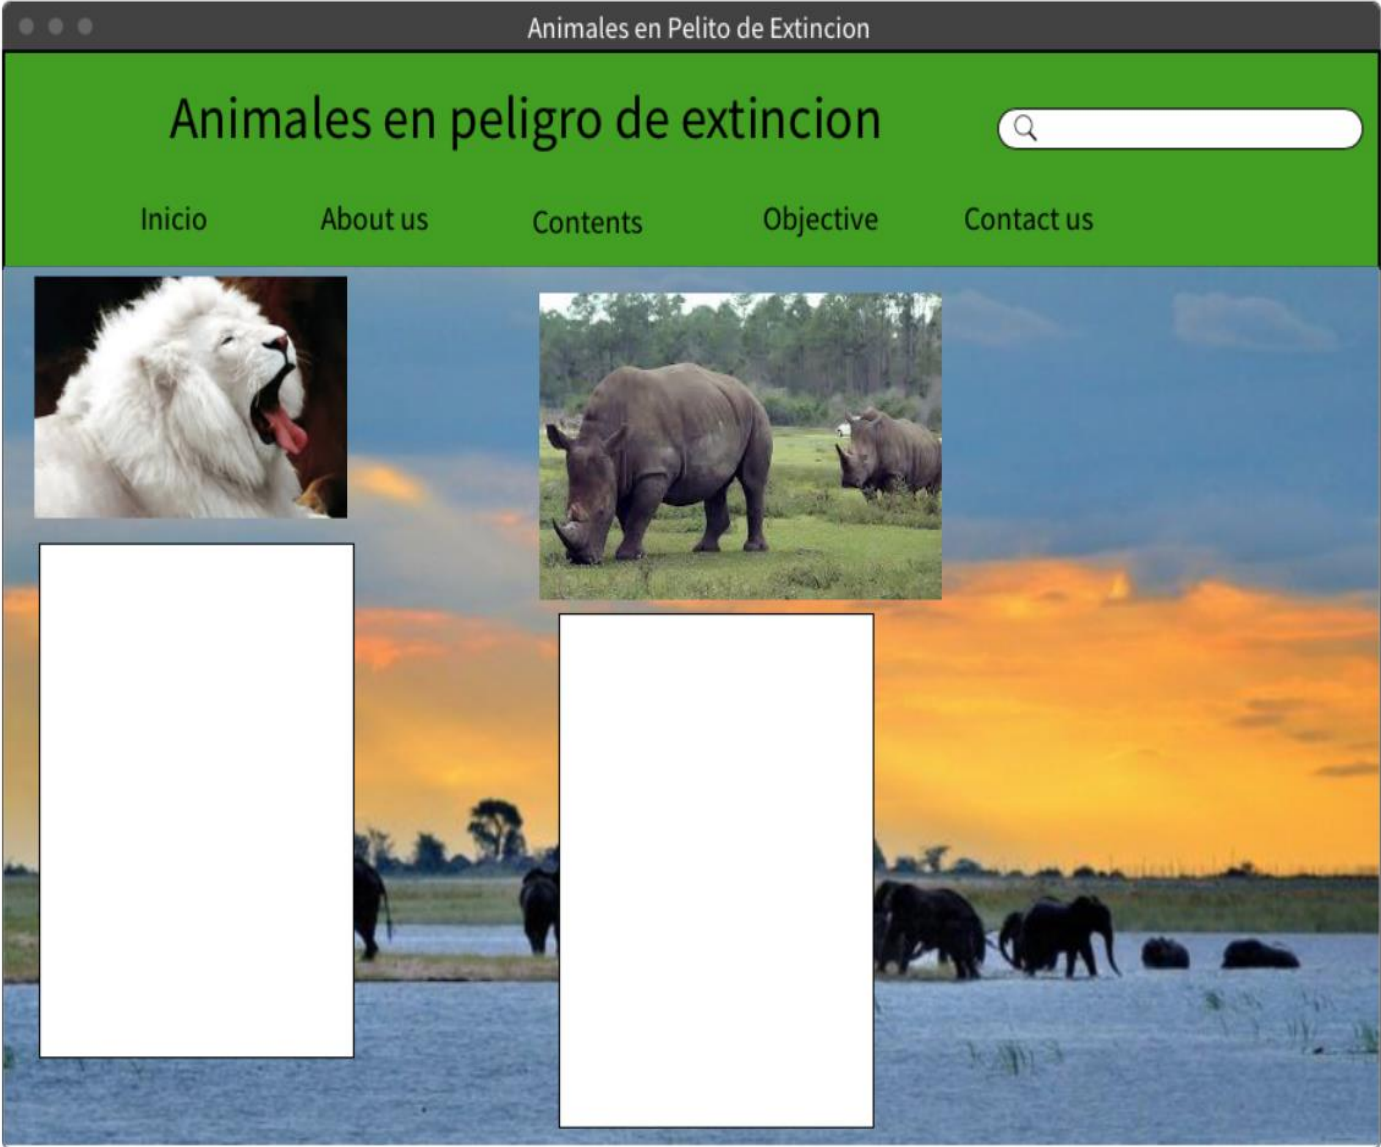 Animales en Pelito de Extincion
Animales en peligro de extincion
Inicio About us Contents Objective Contact us